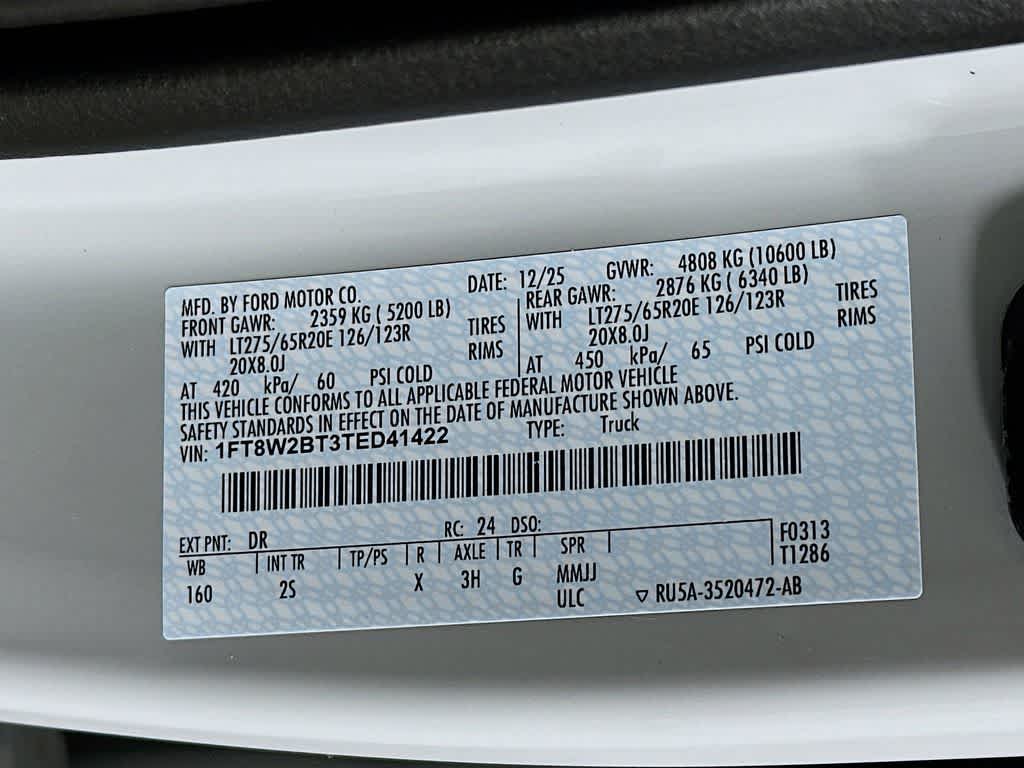 MFD. BY FORD MOTOR CO. DATE: 12/25 GVWR: 4808 KG (10600 LB)
FRONT GAWR: 2359 KG ( 5200 LB) REAR GAWR: 2876 KG ( 6340 LB)
WITH LT275/65R20E 126/123R TIRES WITH LT275/65R20E 126/123R TIRES
20X8.0J RIMS 20X8.0J RIMS
AT 420 kPa/ 60 PSI COLD AT 450 kPa/ 65 PSI COLD
THIS VEHICLE CONFORMS TO ALL APPLICABLE FEDERAL MOTOR VEHICLE
SAFETY STANDARDS IN EFFECT ON THE DATE OF MANUFACTURE SHOWN ABOVE.
VIN: 1FT8W2BT3TED41422 TYPE: Truck
EXT PNT: DR RC: 24 DSO: F0313
WB INT TR TP/PS R AXLE TR SPR T1286
160 2S X 3H G MMJJ
ULC ▽ RU5A-3520472-AB